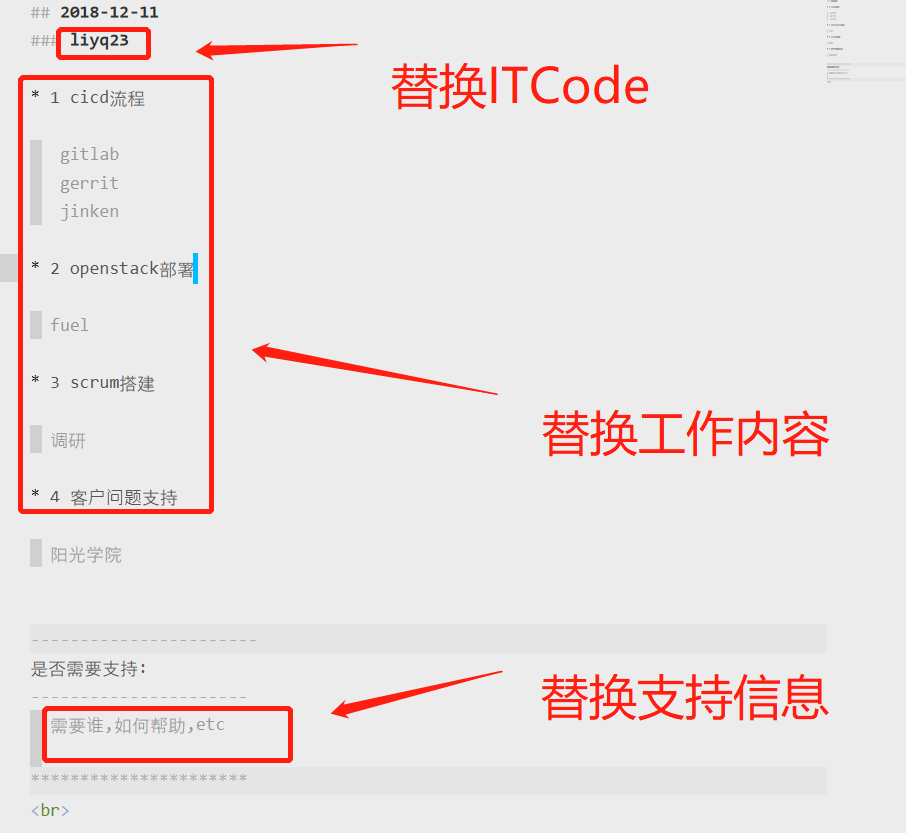 ## 2018-12-11
### liyq23
替换ITCode
* 1 cicd流程
gitlab
gerrit
jinken
* 2 openstack部署
fuel
* 3 scrum搭建
替换工作内容
调研
* 4 客户问题支持
阳光学院
-----------------------
是否需要支持:
----------------------
替换支持信息
需要谁,如何帮助,etc
**********************
<br>